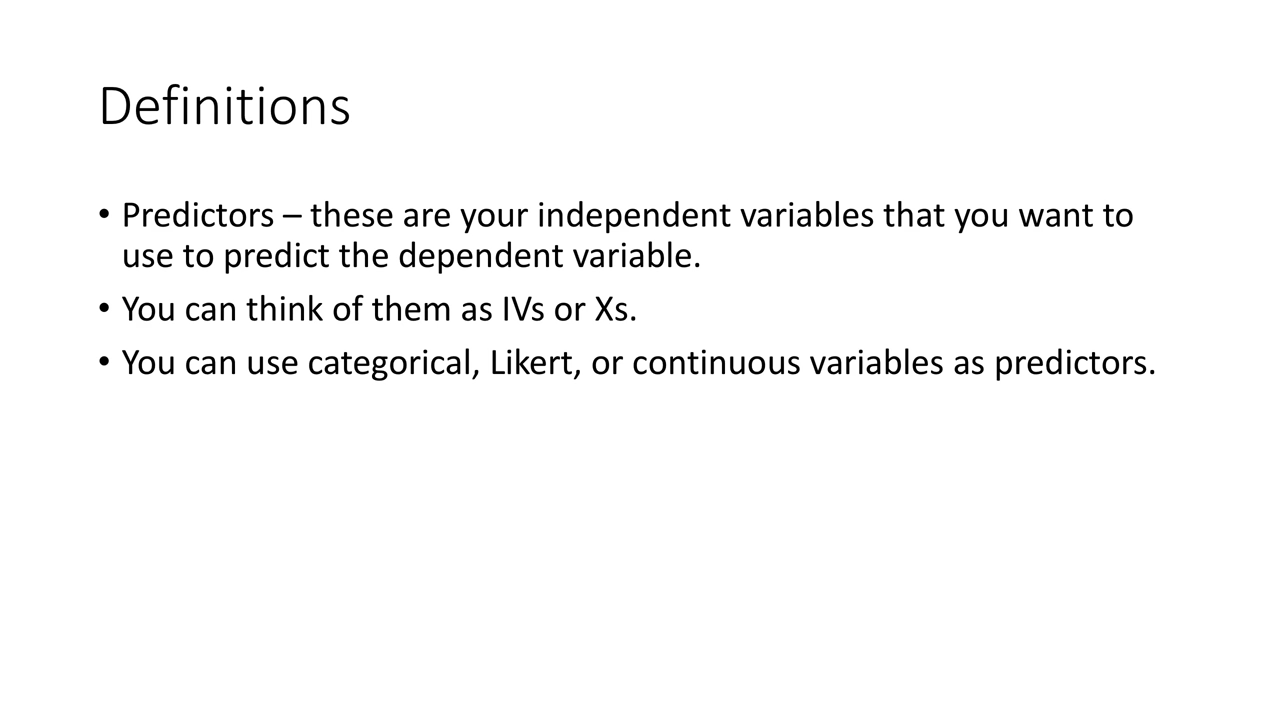 Definitions
• Predictors – these are your independent variables that you want to
use to predict the dependent variable.
• You can think of them as IVs or Xs.
• You can use categorical, Likert, or continuous variables as predictors.